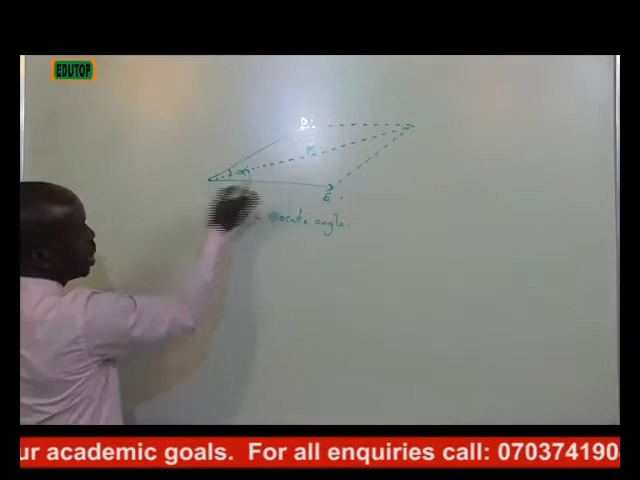 EDUTOP
D
R
E
acute angle.
ur academic goals. For all enquiries call: 070374190